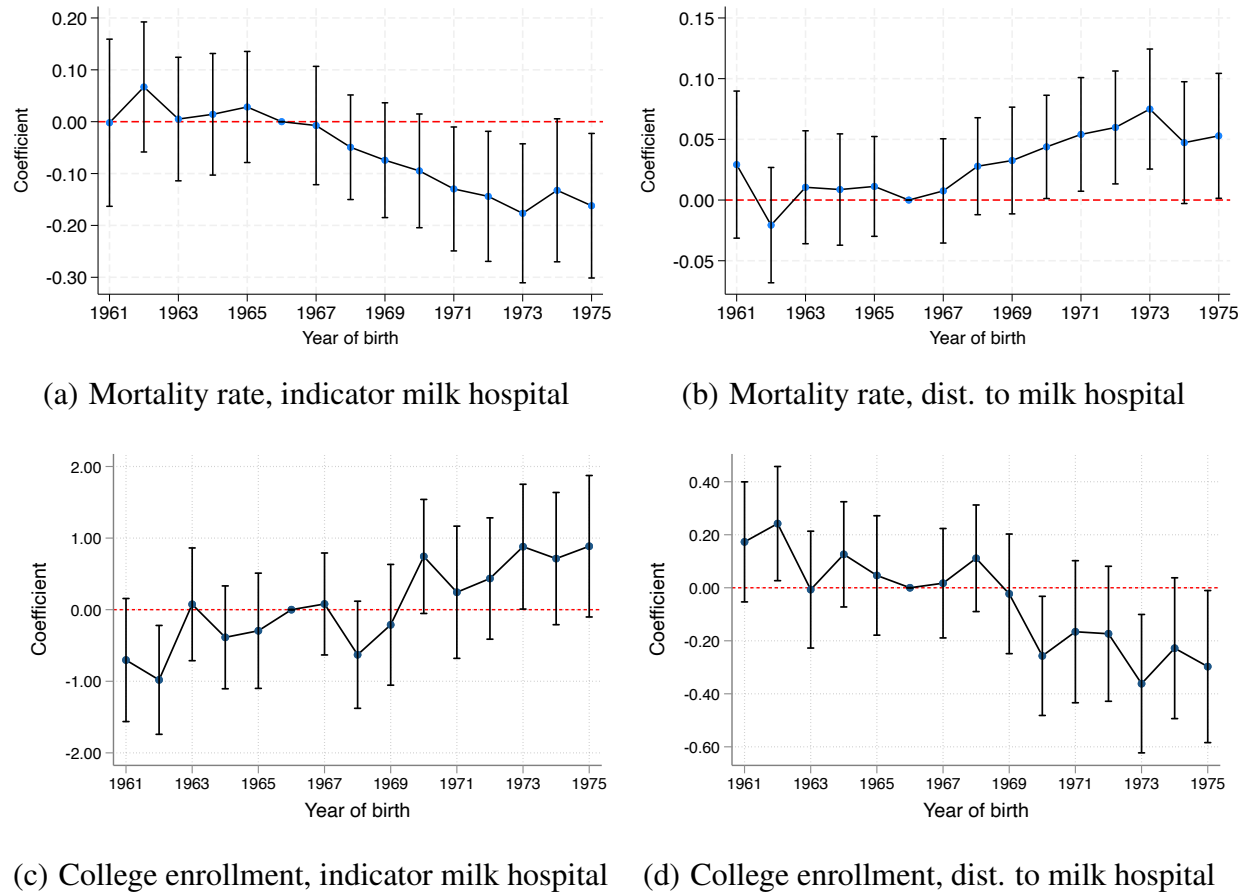 0.20
0.10
0.00
-0.10
-0.20
-0.30
Coefficient
1961 1963 1965 1967 1969 1971 1973 1975
Year of birth
(a) Mortality rate, indicator milk hospital
0.15
0.10
0.05
0.00
-0.05
Coefficient
1961 1963 1965 1967 1969 1971 1973 1975
Year of birth
(b) Mortality rate, dist. to milk hospital
2.00
1.00
0.00
-1.00
-2.00
Coefficient
1961 1963 1965 1967 1969 1971 1973 1975
Year of birth
(c) College enrollment, indicator milk hospital
0.40
0.20
0.00
-0.20
-0.40
-0.60
Coefficient
1961 1963 1965 1967 1969 1971 1973 1975
Year of birth
(d) College enrollment, dist. to milk hospital